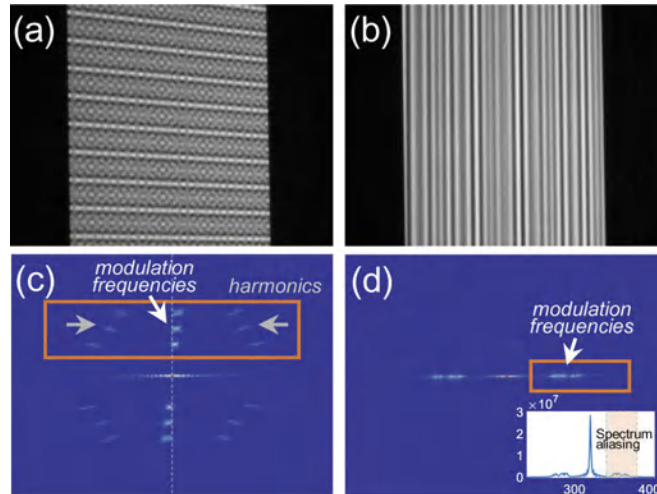 (a)
(b)
(c)
modulation
frequencies
harmonics
(d)
modulation
frequencies
×10⁷
3
2
1
0
Spectrum
aliasing
300
400